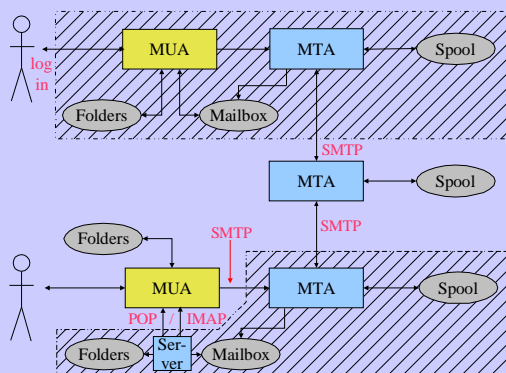 MUA
MTA
Spool
log
in
Folders
Mailbox
SMTP
MTA
Spool
SMTP
Folders
SMTP
MUA
MTA
Spool
POP / IMAP
Folders
Ser-
ver
Mailbox